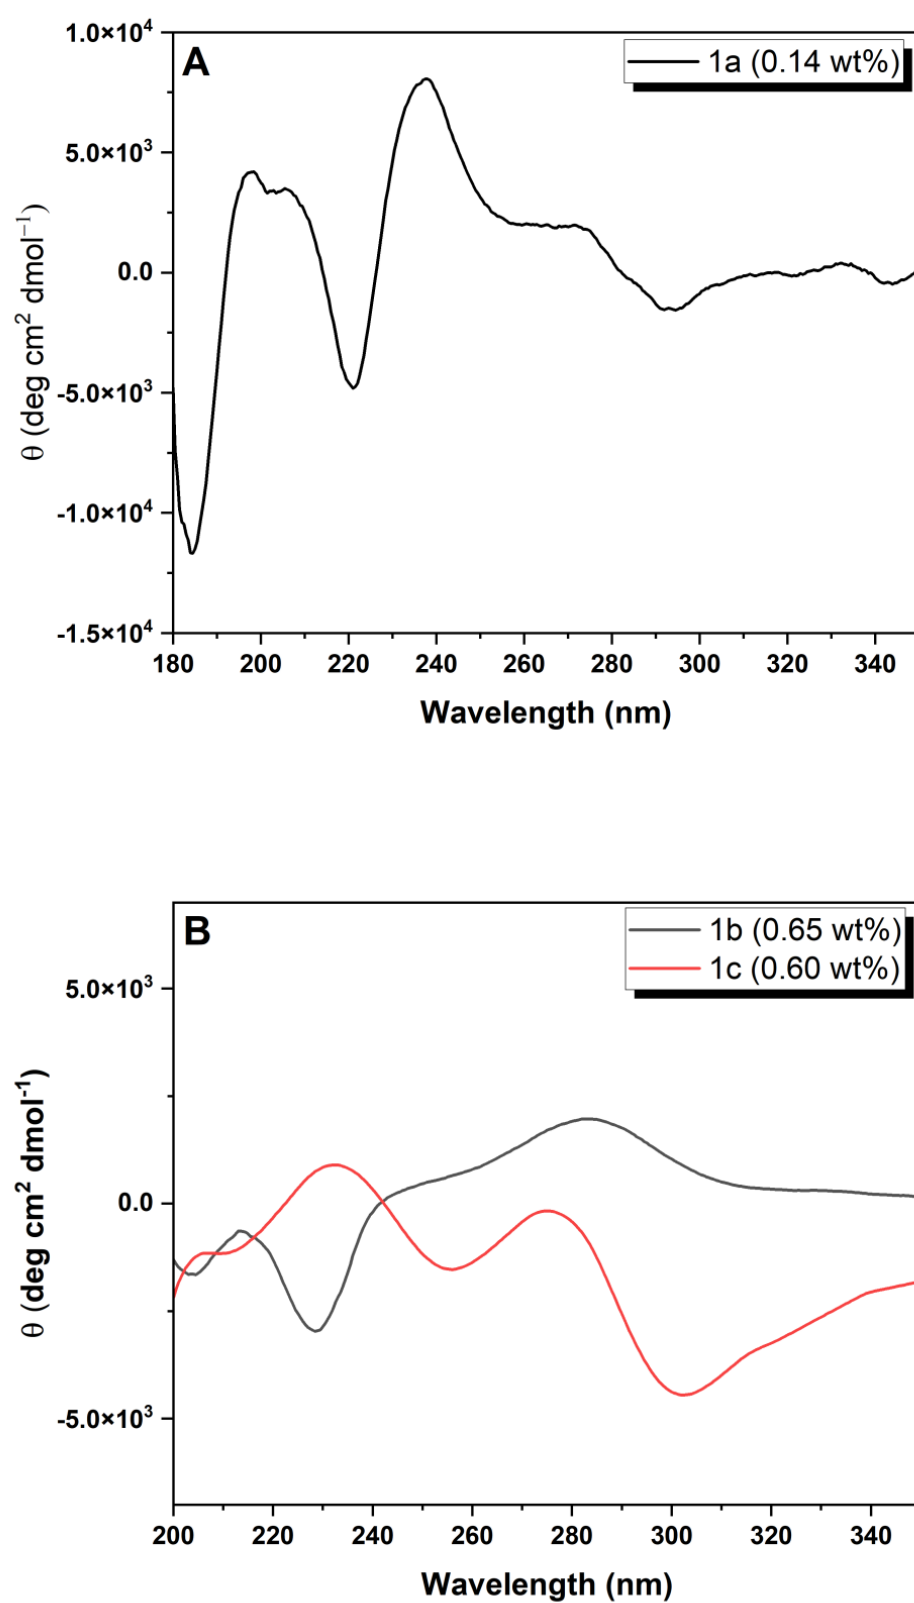 A
1a (0.14 wt%)
1.0×10⁴
5.0×10³
0.0
-5.0×10³
-1.0×10⁴
-1.5×10⁴
θ (deg cm² dmol⁻¹)
180 200 220 240 260 280 300 320 340
Wavelength (nm)
B
1b (0.65 wt%)
1c (0.60 wt%)
5.0×10³
0.0
-5.0×10³
θ (deg cm² dmol⁻¹)
200 220 240 260 280 300 320 340
Wavelength (nm)